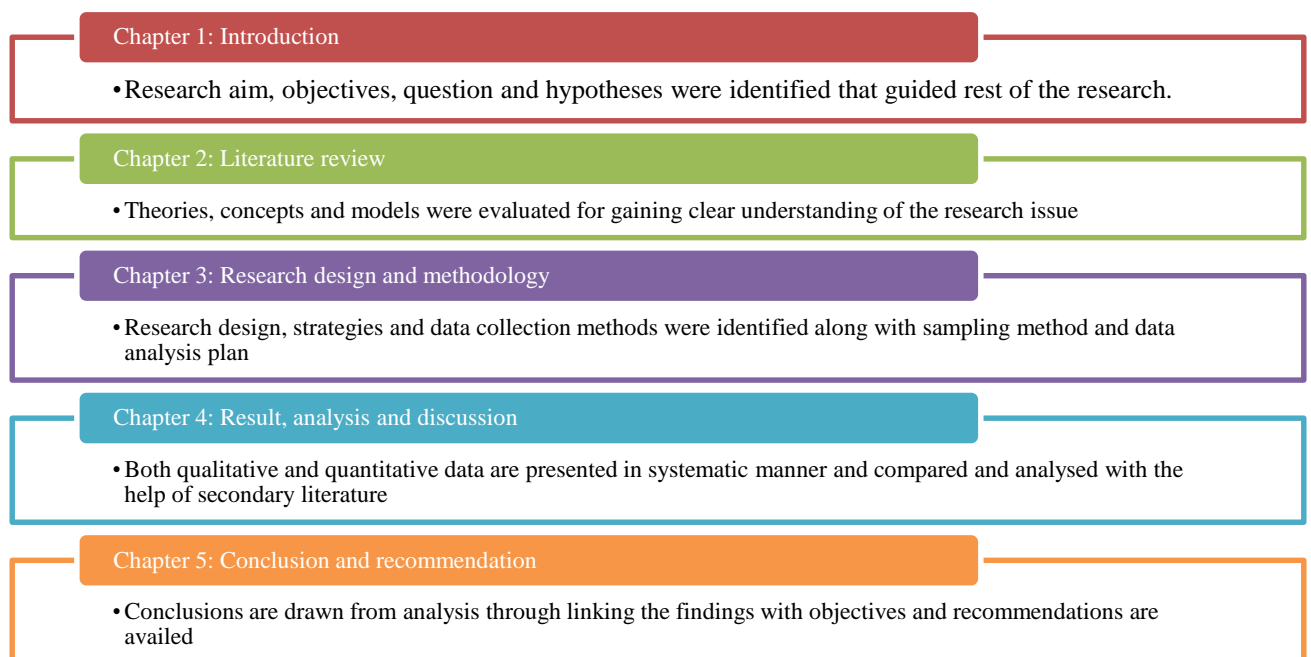 Chapter 1: Introduction
•Research aim, objectives, question and hypotheses were identified that guided rest of the research.
Chapter 2: Literature review
•Theories, concepts and models were evaluated for gaining clear understanding of the research issue
Chapter 3: Research design and methodology
•Research design, strategies and data collection methods were identified along with sampling method and data
analysis plan
Chapter 4: Result, analysis and discussion
•Both qualitative and quantitative data are presented in systematic manner and compared and analysed with the
help of secondary literature
Chapter 5: Conclusion and recommendation
•Conclusions are drawn from analysis through linking the findings with objectives and recommendations are
availed